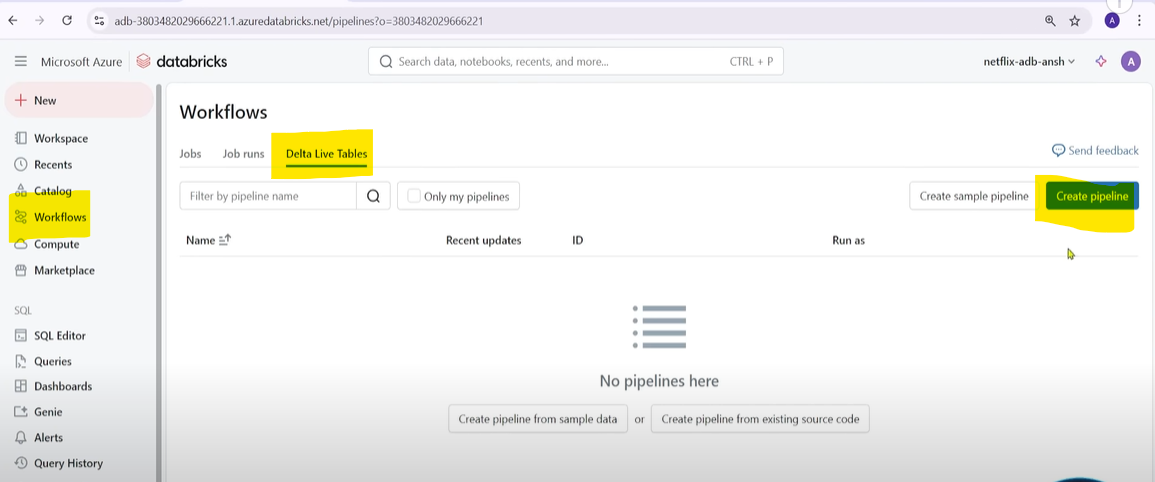 adb-3803482029666221.1.azuredatabricks.net/pipelines?o=3803482029666221
A
Microsoft Azure databricks
Search data, notebooks, recents, and more... CTRL + P
netflix-adb-ansh
A
New
Workspace
Recents
Catalog
Workflows
Compute
Marketplace
SQL
SQL Editor
Queries
Dashboards
Genie
Alerts
Query History
Workflows
Jobs Job runs Delta Live Tables
Send feedback
Filter by pipeline name
Only my pipelines
Create sample pipeline
Create pipeline
Name Recent updates ID Run as
No pipelines here
Create pipeline from sample data or Create pipeline from existing source code